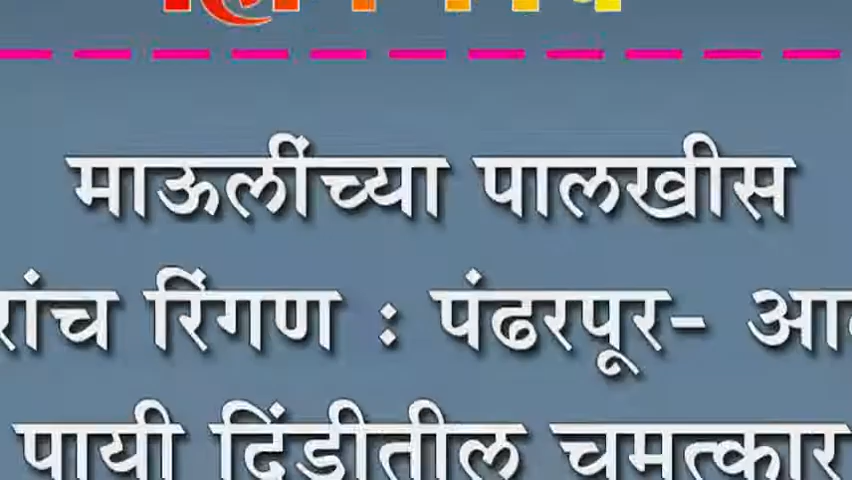 माऊलींच्या पालखीस
रिंगण : पंढरपूर-
पायी दिंडीतील चमत्कार